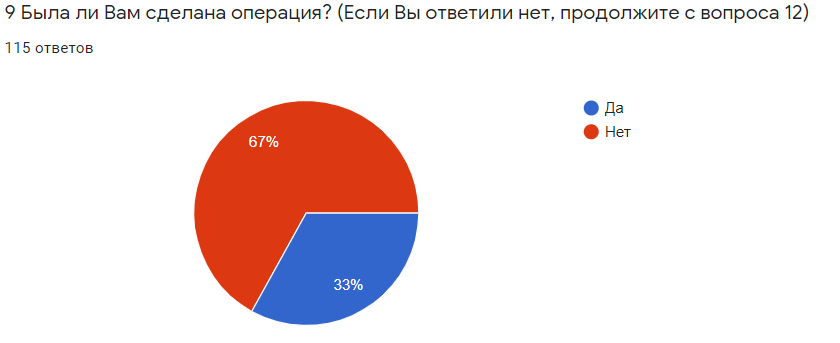 9 Была ли Вам сделана операция? (Если Вы ответили нет, продолжите с вопроса 12)
115 ответов
Да
Нет
67%
33%